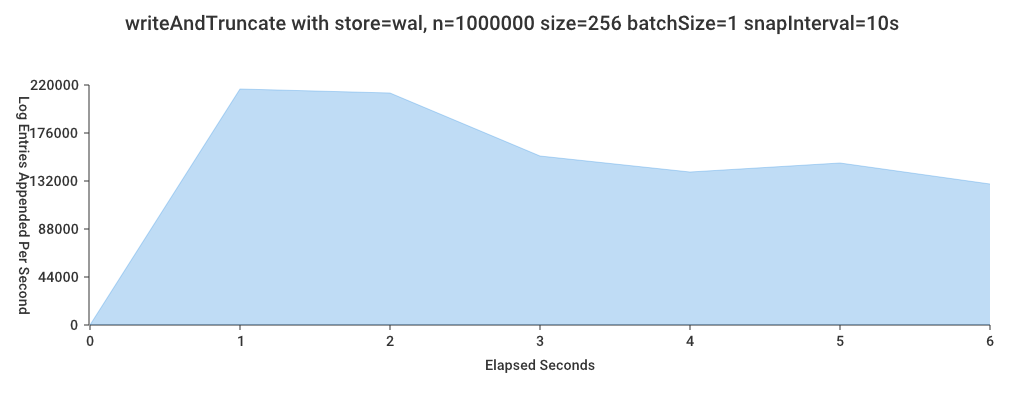 writeAndTruncate with store=wal, n=1000000 size=256 batchSize=1 snapInterval=10s
Log Entries Appended Per Second
220000
176000
132000
88000
44000
0
0 1 2 3 4 5 6
Elapsed Seconds